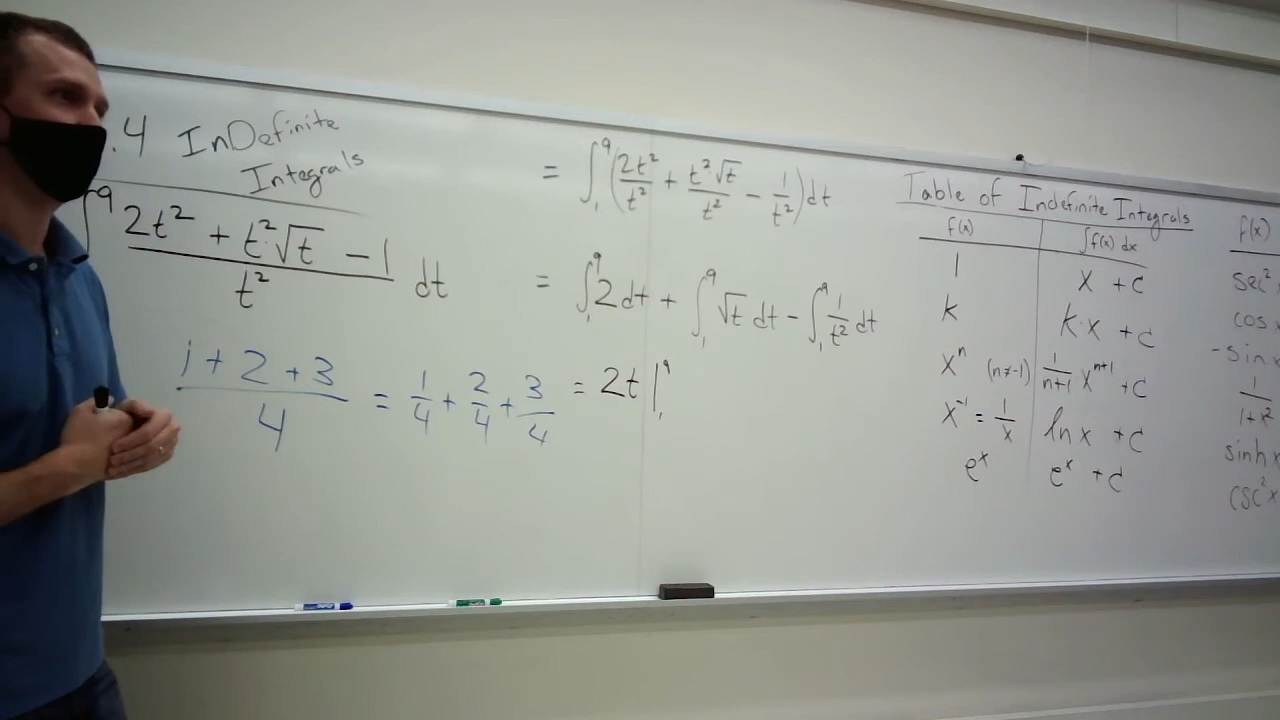 .4 InDefinite
Integrals
∫₁⁹ (2t² + t²·√t − 1)/t² dt
= ∫₁⁹ (2t²/t² + t²√t/t² − 1/t²) dt
= ∫₁⁹ 2 dt + ∫₁⁹ √t dt − ∫₁⁹ 1/t² dt
(1 + 2 + 3)/4 = 1/4 + 2/4 + 3/4
= 2t |₁⁹
Table of Indefinite Integrals
f(x) ∫f(x) dx
1 x + c
k k·x + c
xⁿ (n≠-1) 1/(n+1) xⁿ⁺¹ + c
x⁻¹ = 1/x ln x + c
eˣ eˣ + c
f(x)
sec²
cos x
-sin x
1/(1+x²)
sinh x
csc² x